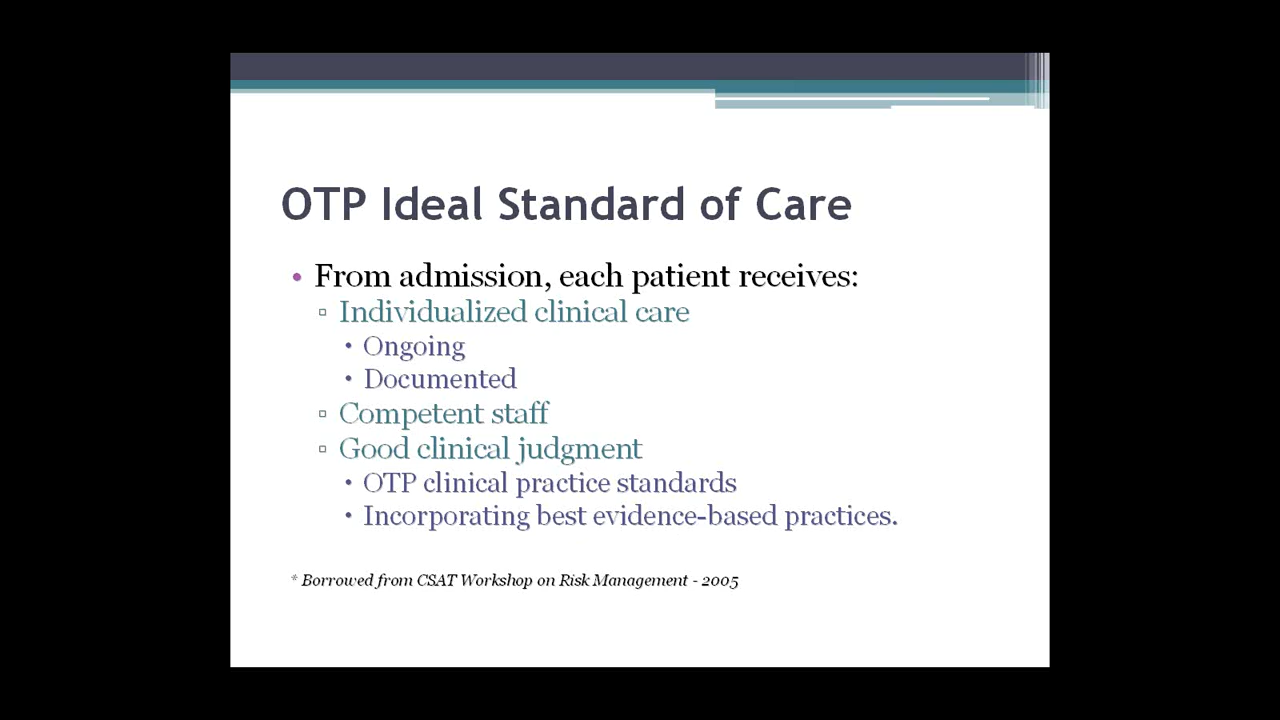 OTP Ideal Standard of Care
• From admission, each patient receives:
▫ Individualized clinical care
• Ongoing
• Documented
▫ Competent staff
▫ Good clinical judgment
• OTP clinical practice standards
• Incorporating best evidence-based practices.
* Borrowed from CSAT Workshop on Risk Management - 2005